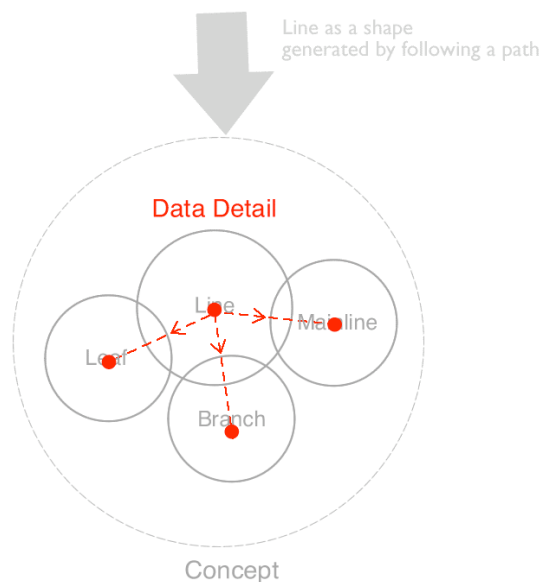 Line as a shape
generated by following a path
Data Detail
Line
Mainline
Leaf
Branch
Concept